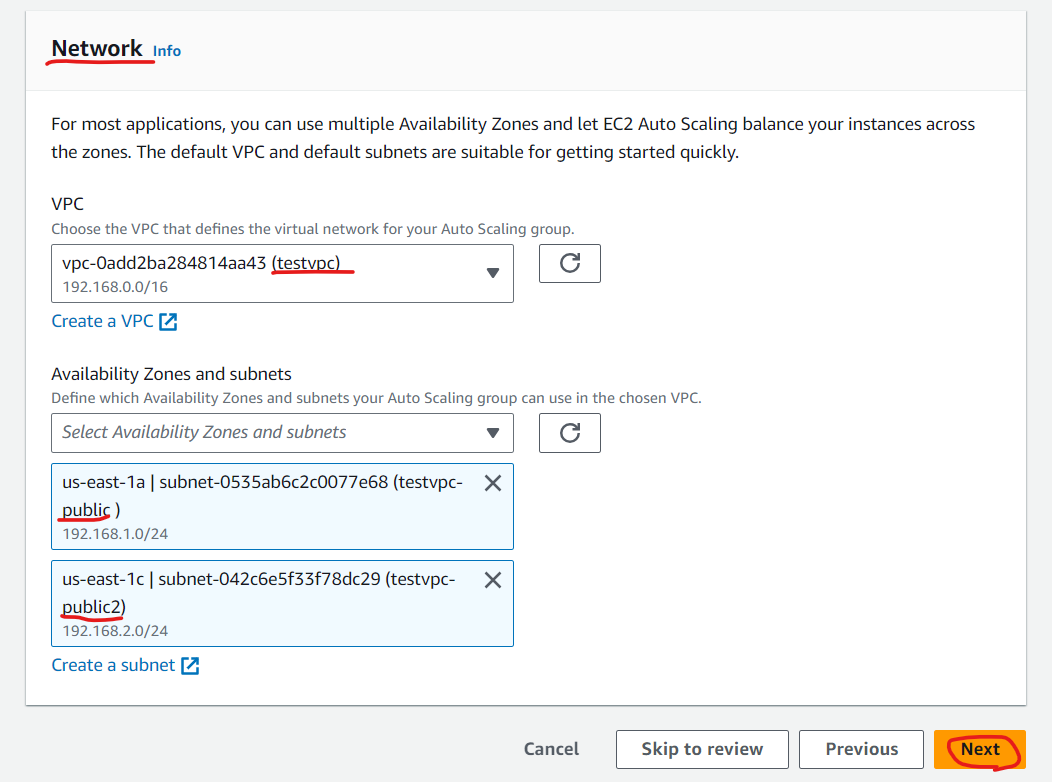 Network Info
For most applications, you can use multiple Availability Zones and let EC2 Auto Scaling balance your instances across
the zones. The default VPC and default subnets are suitable for getting started quickly.
VPC
Choose the VPC that defines the virtual network for your Auto Scaling group.
vpc-0add2ba284814aa43 (testvpc)
192.168.0.0/16
Create a VPC
Availability Zones and subnets
Define which Availability Zones and subnets your Auto Scaling group can use in the chosen VPC.
Select Availability Zones and subnets
us-east-1a | subnet-0535ab6c2c0077e68 (testvpc-
public )
192.168.1.0/24
us-east-1c | subnet-042c6e5f33f78dc29 (testvpc-
public2)
192.168.2.0/24
Create a subnet
Cancel Skip to review Previous Next